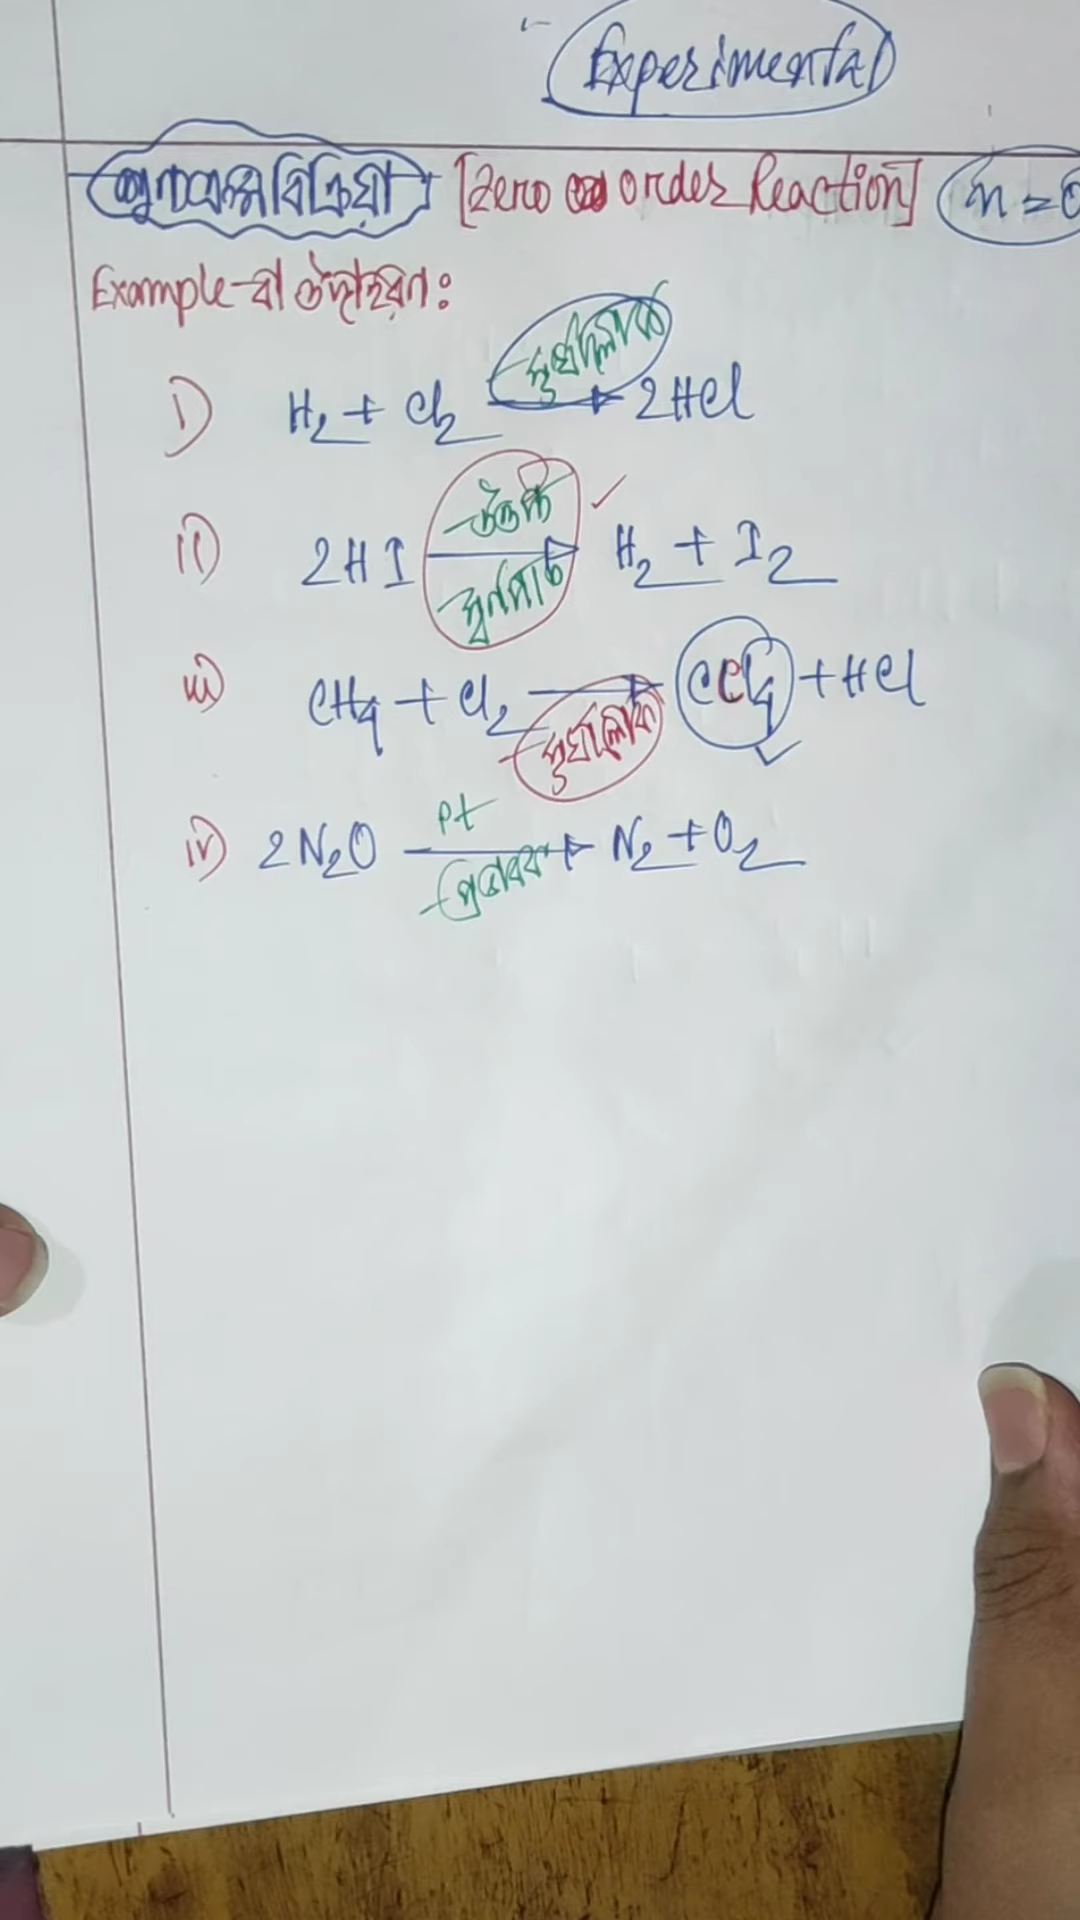 Experimental
শূন্যক্রম বিক্রিয়া [Zero order Reaction] n = 0
Example বা উদাহরণ :
i) H₂ + Cl₂ সূর্যালোক → 2HCl
ii) 2HI উত্তপ্ত → স্বর্ণপাত H₂ + I₂
iii) CH₄ + Cl₂ → সূর্যালোক CCl₄ + HCl
iv) 2N₂O Pt → প্রভাবক N₂ + O₂